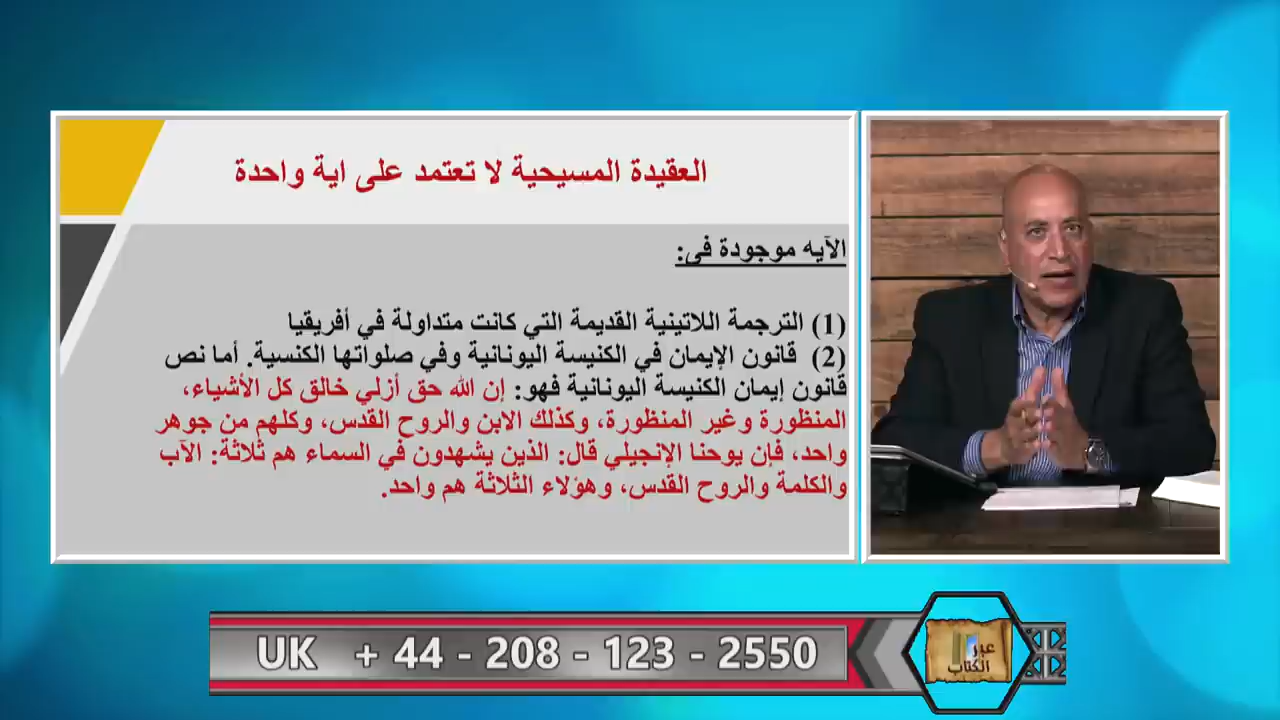 العقيدة المسيحية لا تعتمد على اية واحدة
الآيه موجودة في:
(1) الترجمة اللاتينية القديمة التي كانت متداولة في أفريقيا
(2) قانون الإيمان في الكنيسة اليونانية وفي صلواتها الكنسية. أما نص
قانون إيمان الكنيسة اليونانية فهو: إن الله حق أزلي خالق كل الأشياء،
المنظورة وغير المنظورة، وكذلك الابن والروح القدس، وكلهم من جوهر
واحد، فإن يوحنا الإنجيلي قال: الذين يشهدون في السماء هم ثلاثة: الآب
والكلمة والروح القدس، وهؤلاء الثلاثة هم واحد.
UK + 44 - 208 - 123 - 2550
عبر
الكتاب